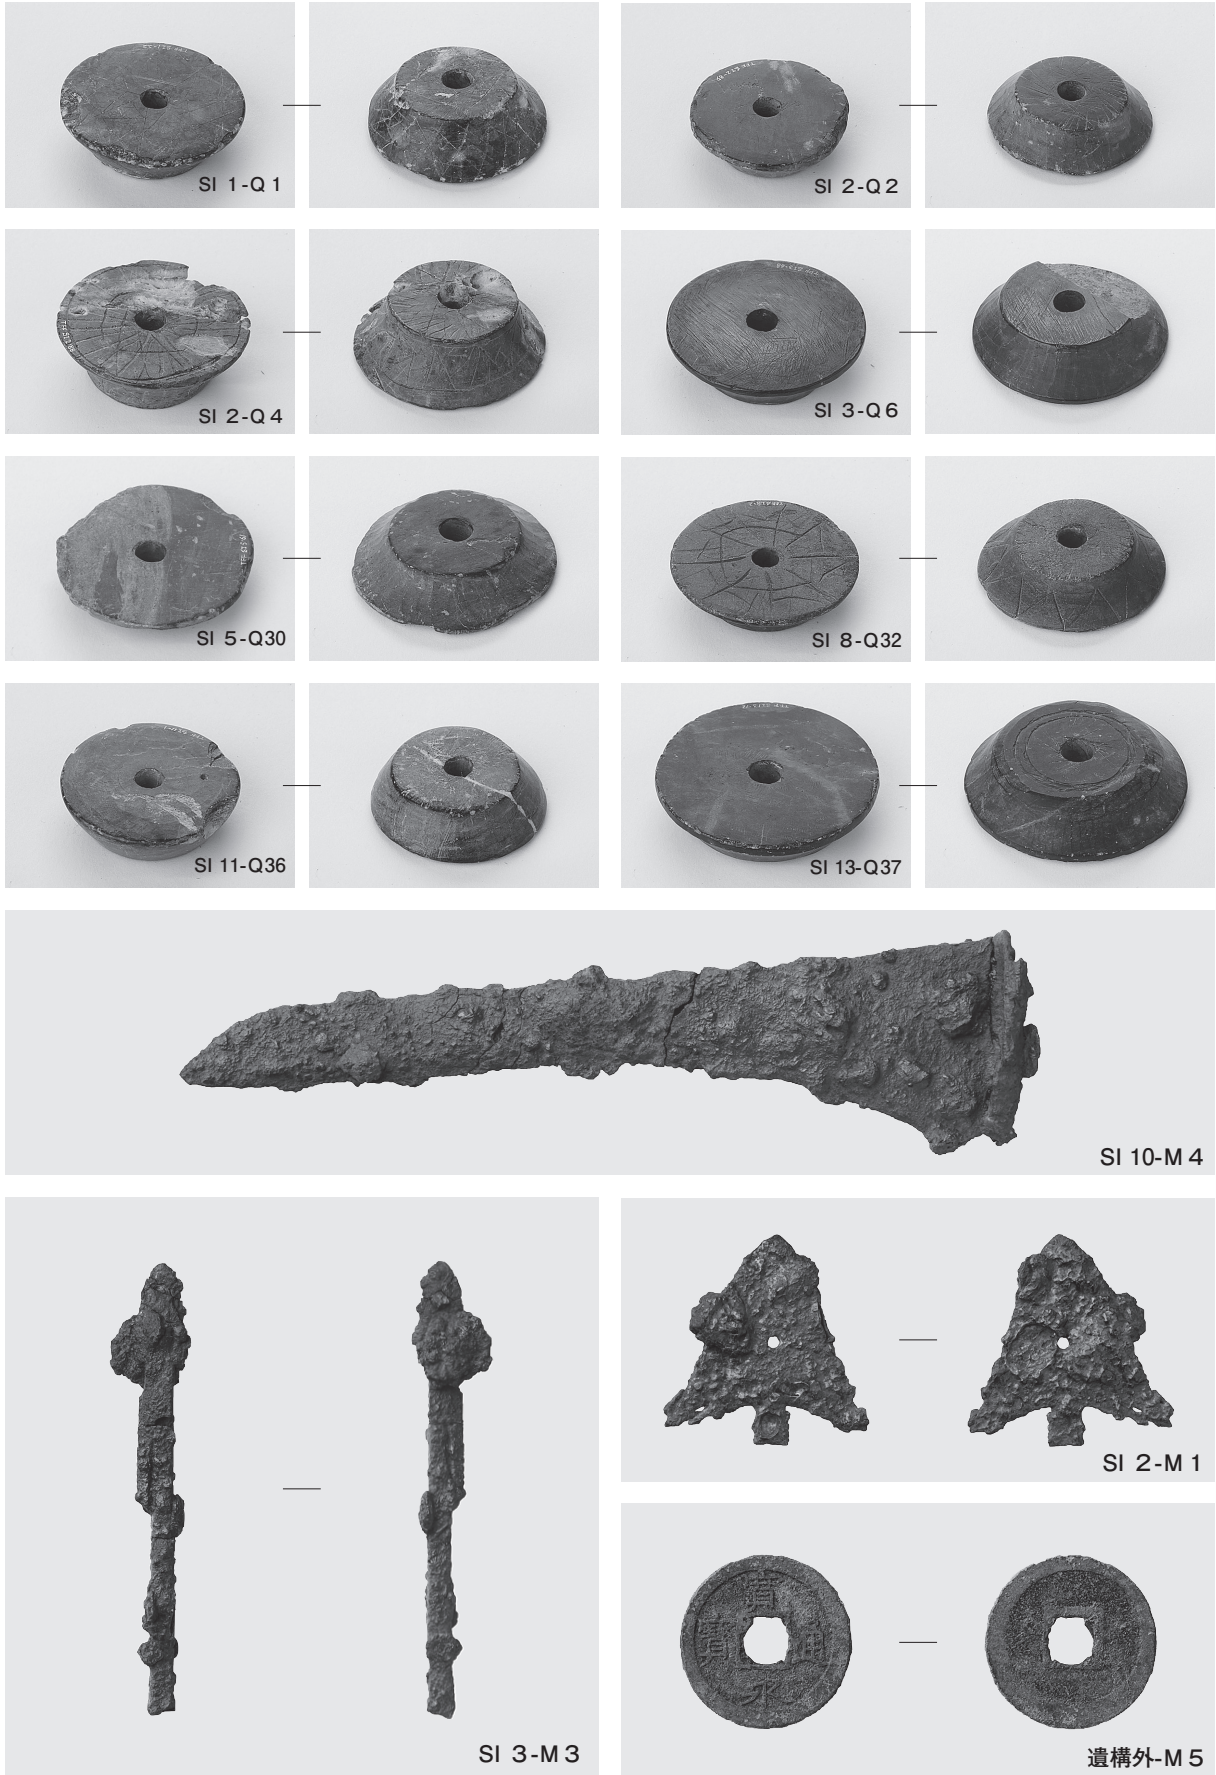 SI 1-Q1
SI 2-Q2
SI 2-Q4
SI 3-Q6
SI 5-Q30
SI 8-Q32
SI 11-Q36
SI 13-Q37
SI 10-M4
SI 3-M3
SI 2-M1
寛
永
通
寳
遺構外-M5